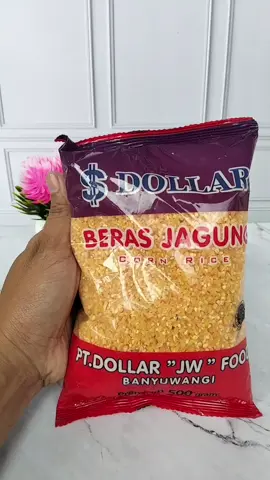 $ DOLLAR
BERAS JAGUNG
CORN RICE
PT.DOLLAR "JW" FOOD
BANYUWANGI
500 gram